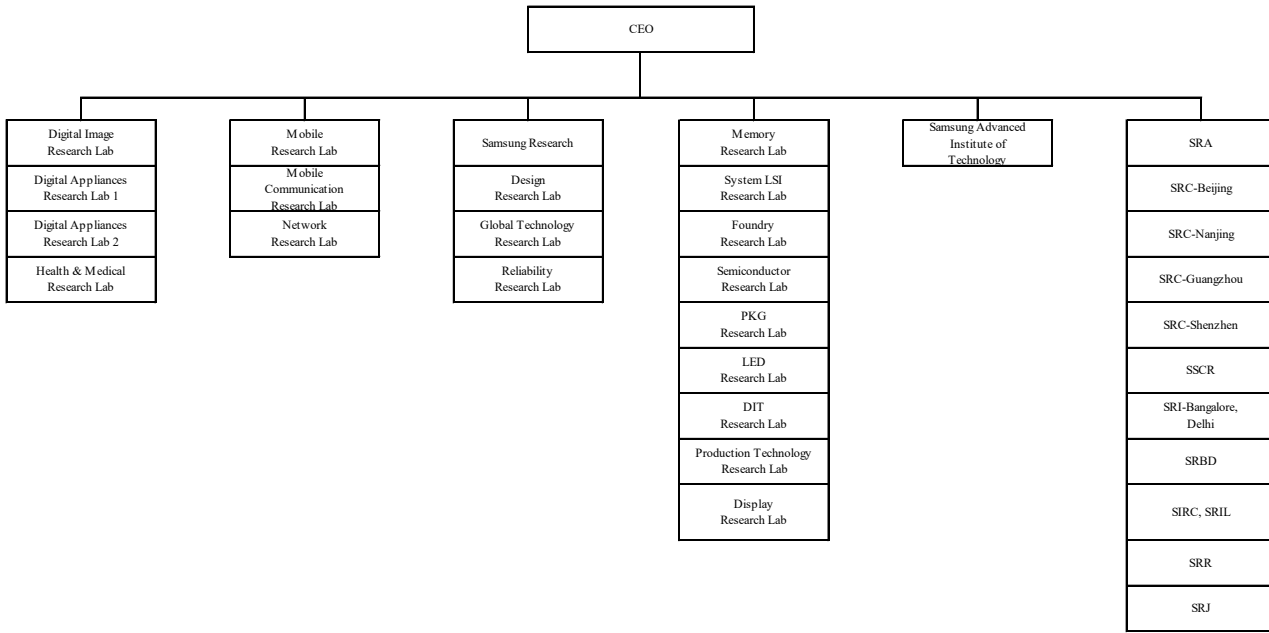 CEO
Digital Image
Research Lab
Digital Appliances
Research Lab 1
Digital Appliances
Research Lab 2
Health & Medical
Research Lab
Mobile
Research Lab
Mobile
Communication
Research Lab
Network
Research Lab
Samsung Research
Design
Research Lab
Global Technology
Research Lab
Reliability
Research Lab
Memory
Research Lab
System LSI
Research Lab
Foundry
Research Lab
Semiconductor
Research Lab
PKG
Research Lab
LED
Research Lab
DIT
Research Lab
Production Technology
Research Lab
Display
Research Lab
Samsung Advanced
Institute of
Technology
SRA
SRC-Beijing
SRC-Nanjing
SRC-Guangzhou
SRC-Shenzhen
SSCR
SRI-Bangalore,
Delhi
SRBD
SIRC, SRIL
SRR
SRJ